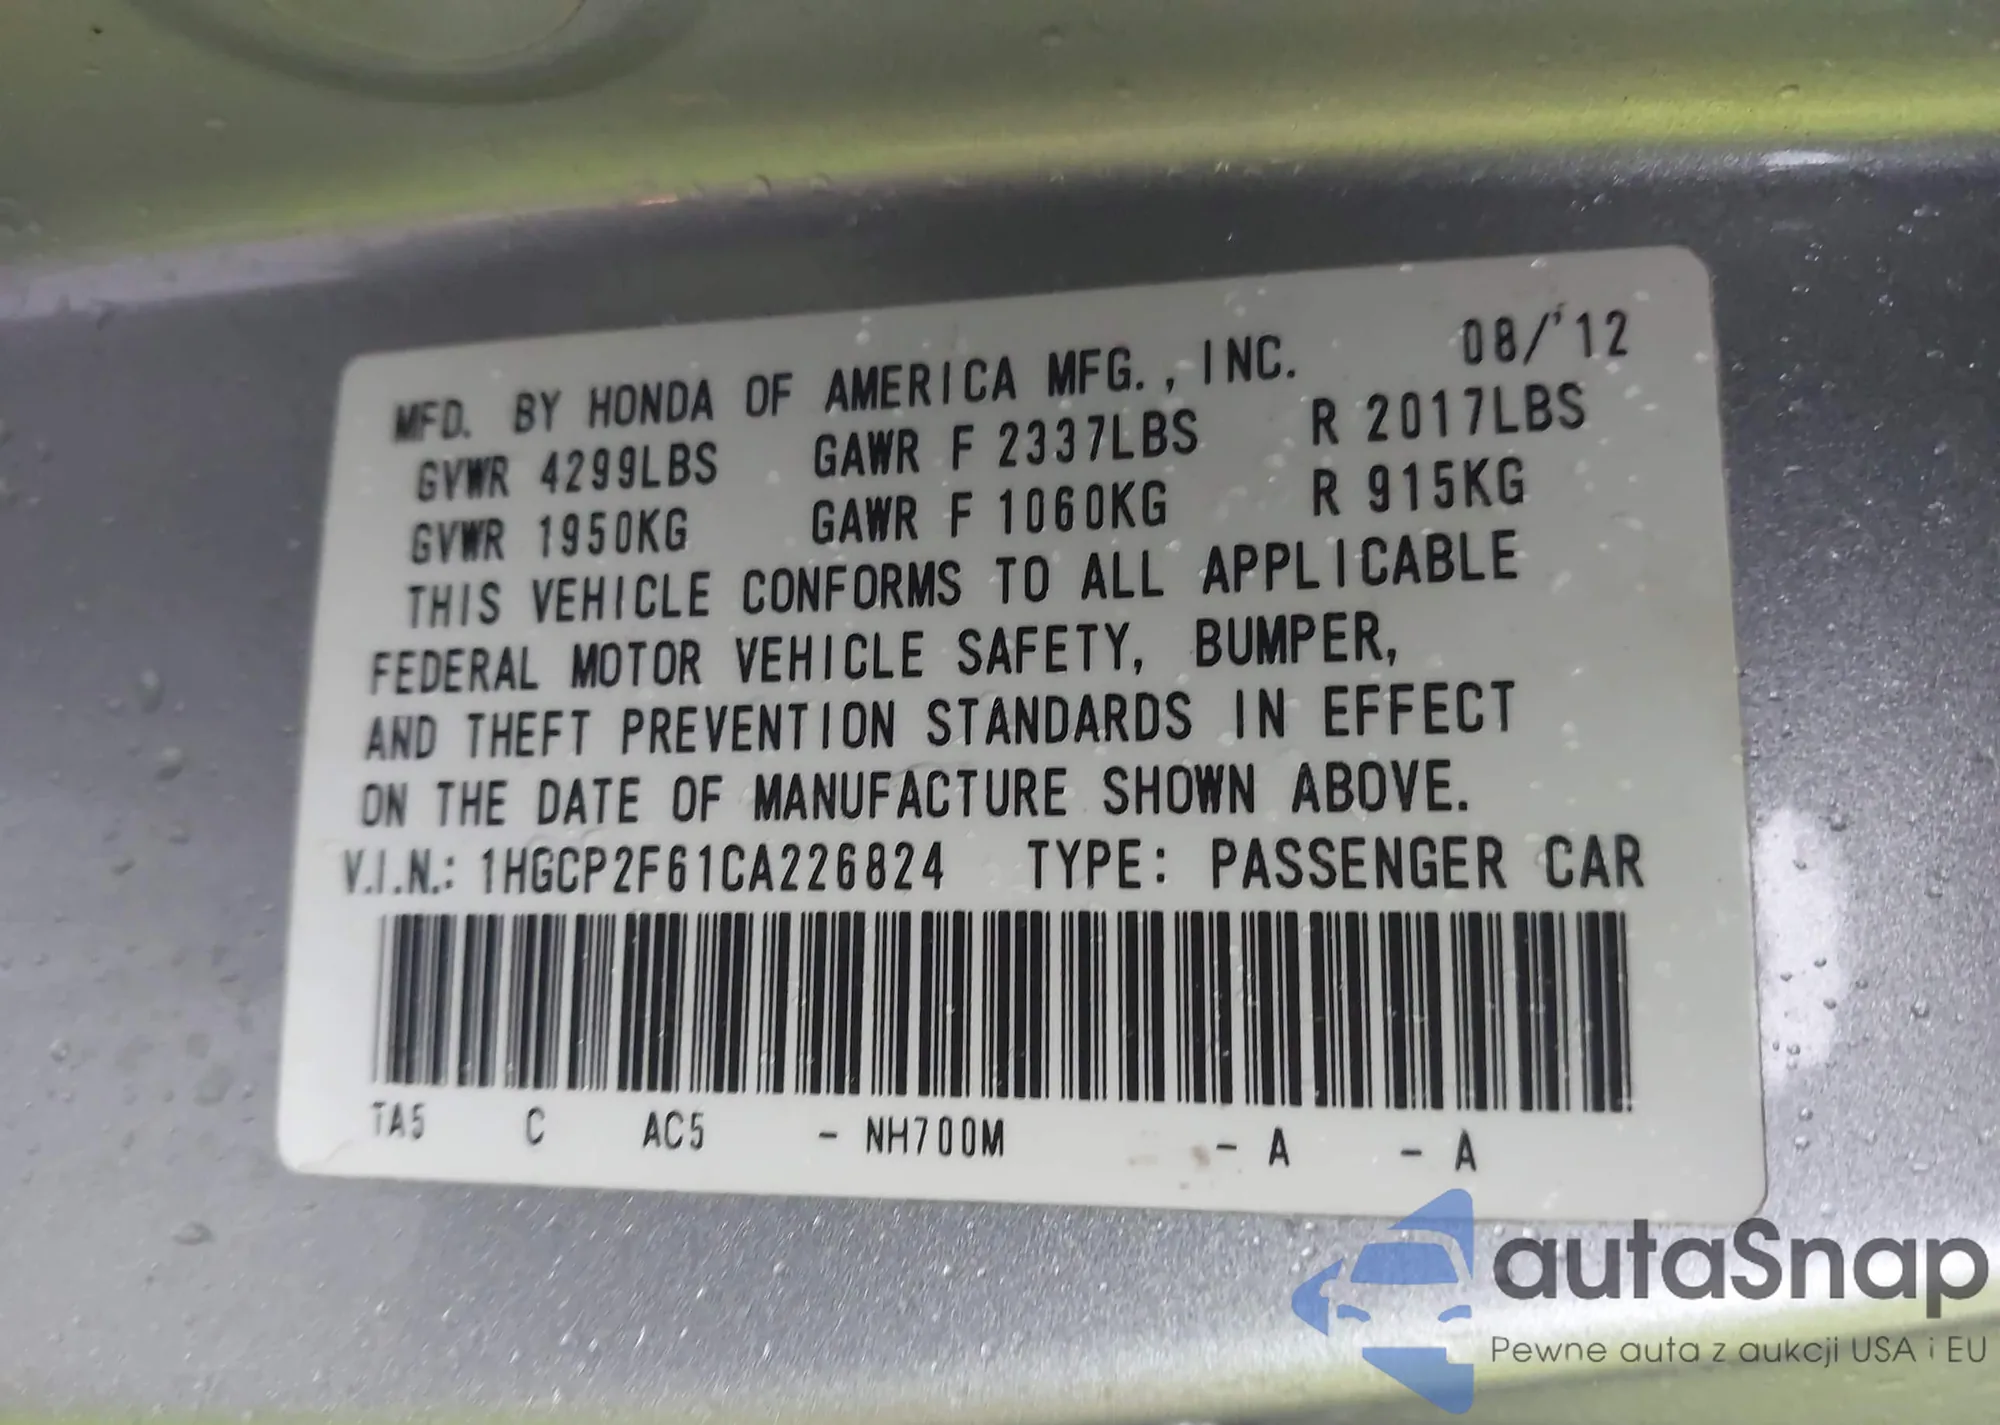 MFD. BY HONDA OF AMERICA MFG., INC. 08/'12
GVWR 4299LBS GAWR F 2337LBS R 2017LBS
GVWR 1950KG GAWR F 1060KG R 915KG
THIS VEHICLE CONFORMS TO ALL APPLICABLE
FEDERAL MOTOR VEHICLE SAFETY, BUMPER,
AND THEFT PREVENTION STANDARDS IN EFFECT
ON THE DATE OF MANUFACTURE SHOWN ABOVE.
V.I.N.: 1HGCP2F61CA226824 TYPE: PASSENGER CAR
TA5 C AC5 - NH700M - A - A
autaSnap
Pewne auta z aukcji USA i EU